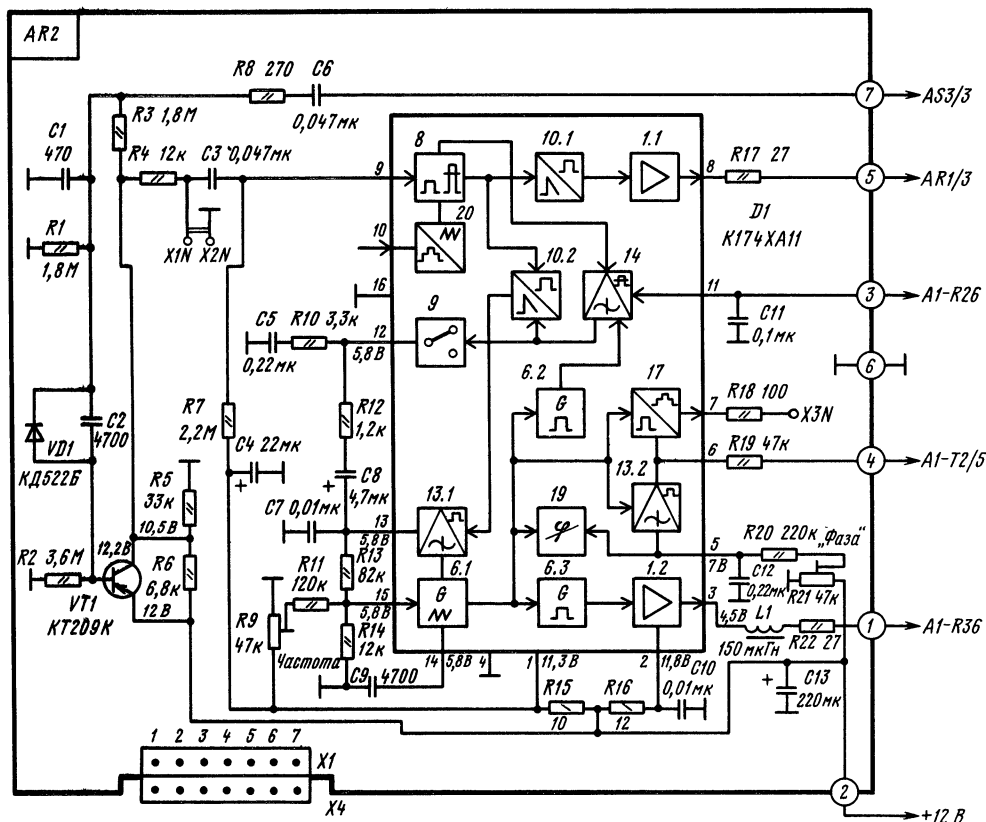 AR2
R8 270
C6
0,047мк
7
AS3/3
R3 1,8М
C1
470
R4 12к
C3 0,047мк
9
8
10.1
1.1
8
R17 27
5
AR1/3
D1
К174ХА11
R1
1,8М
X1N
X2N
10
20
10.2
14
16
11
3
A1-R26
C11
0,1мк
C5
R10 3,3к
0,22мк
12
5,8В
9
6
6.2
G
17
7
R18 100
X3N
R12
1,2к
R7
2,2М
C2
4700
VD1
КД522Б
C4 22мк
+
6
R19 47к
4
A1-T2/5
R5
33к
C8
4,7мк
+
C7 0,01мк
13
5,8В
13.1
19
φ
13.2
10,5В
R2 3,6М
12,2В
R6
6,8к
12В
VT1
КТ209К
R11
120к
R13
82к
5
7В
R20 220к
„Фаза"
C12
0,22мк
R21 47к
15
5,8В
6.1
G
6.3
G
1.2
3
4,5В
L1
150мкГн
R22 27
1
A1-R36
R9
47к
Частота
R14
12к
C9
4700
14
5,8В
4
1
11,3В
2
11,8В
C10
0,01мк
+
C13
220мк
R15
10
R16
12
1 2 3 4 5 6 7
X1
X4
2
+12 В